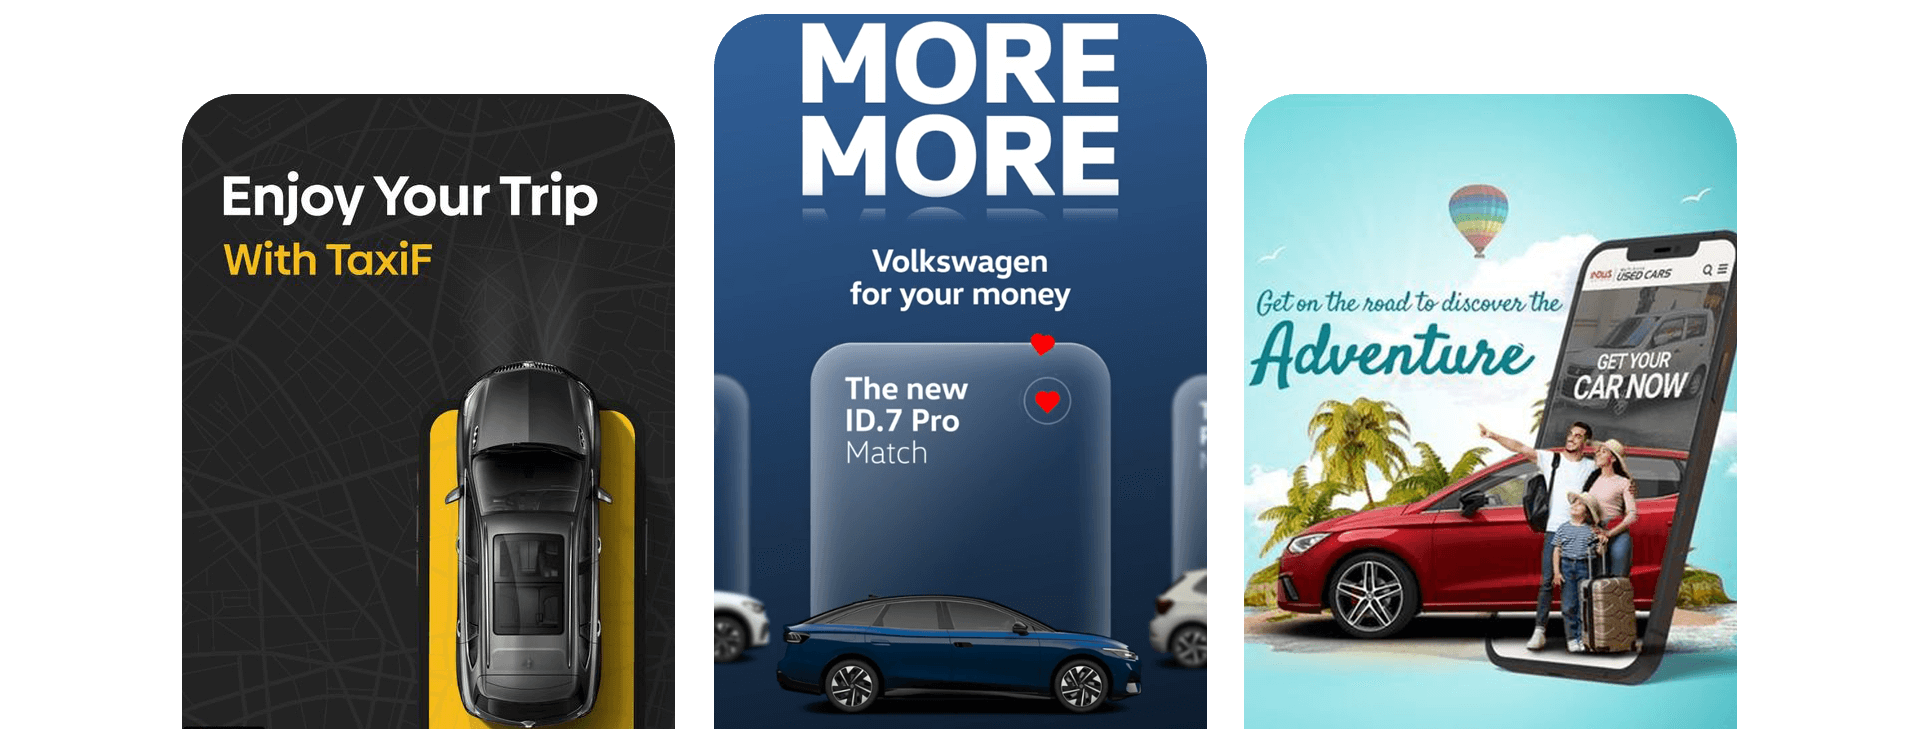 Enjoy Your Trip
With TaxiF
MORE
MORE
Volkswagen
for your money
The new
ID.7 Pro
Match
Get on the road to discover the
Adventure
USED CARS
GET YOUR
CAR NOW